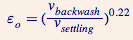 ε_o = (v_backwash / v_settling)^0.22